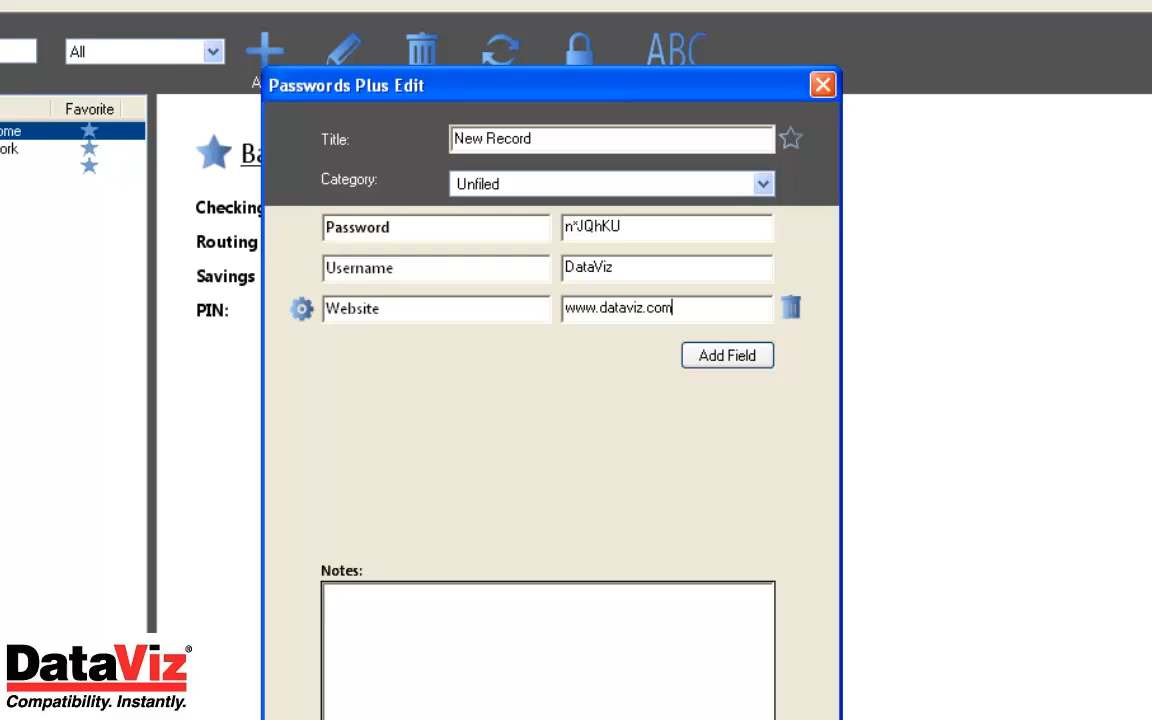 All
ABC
Passwords Plus Edit
Favorite
ome
ork
Title:
New Record
Category:
Unfiled
Ba
Checking
Routing
Savings
PIN:
Password
n*JQhKU
Username
DataViz
Website
www.dataviz.com
Add Field
Notes:
DataViz®
Compatibility. Instantly.